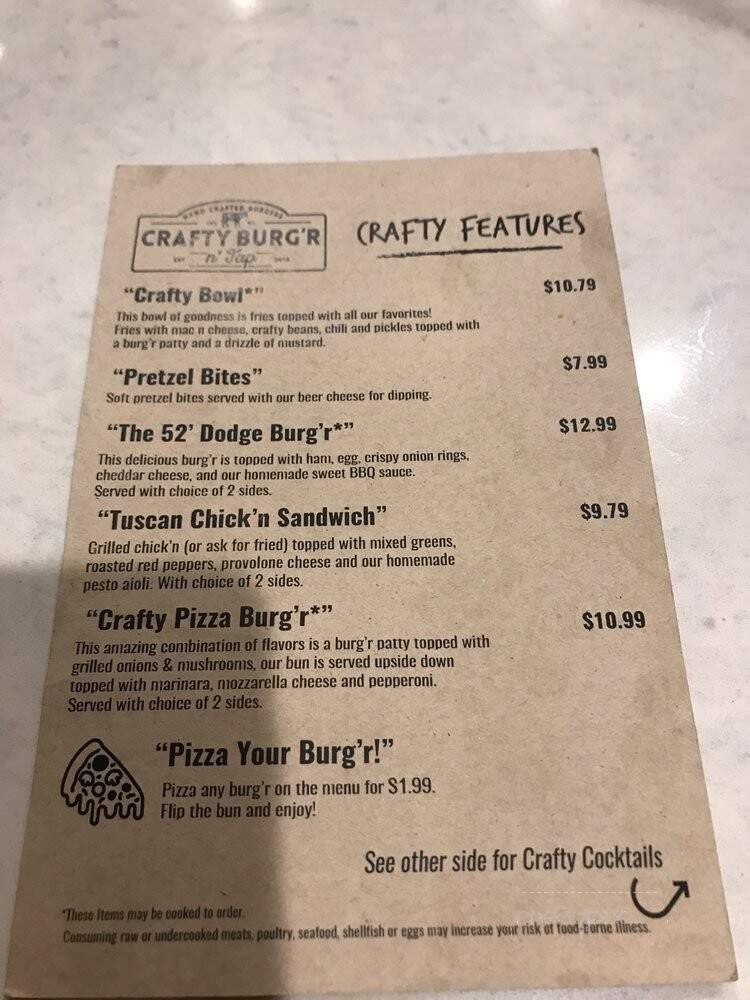 HAND CRAFTED BURGERS
CRAFTY BURG'R
EST n' Tap 2018
CRAFTY FEATURES
"Crafty Bowl*" $10.79
This bowl of goodness is fries topped with all our favorites!
Fries with mac n cheese, crafty beans, chili and pickles topped with
a burg'r patty and a drizzle of mustard.
"Pretzel Bites" $7.99
Soft pretzel bites served with our beer cheese for dipping.
"The 52' Dodge Burg'r*" $12.99
This delicious burg'r is topped with ham, egg, crispy onion rings,
cheddar cheese, and our homemade sweet BBQ sauce.
Served with choice of 2 sides.
"Tuscan Chick'n Sandwich" $9.79
Grilled chick'n (or ask for fried) topped with mixed greens,
roasted red peppers, provolone cheese and our homemade
pesto aioli. With choice of 2 sides.
"Crafty Pizza Burg'r*" $10.99
This amazing combination of flavors is a burg'r patty topped with
grilled onions & mushrooms, our bun is served upside down
topped with marinara, mozzarella cheese and pepperoni.
Served with choice of 2 sides.
"Pizza Your Burg'r!"
Pizza any burg'r on the menu for $1.99.
Flip the bun and enjoy!
See other side for Crafty Cocktails
*These Items may be cooked to order.
Consuming raw or undercooked meats, poultry, seafood, shellfish or eggs may increase your risk of food-borne illness.